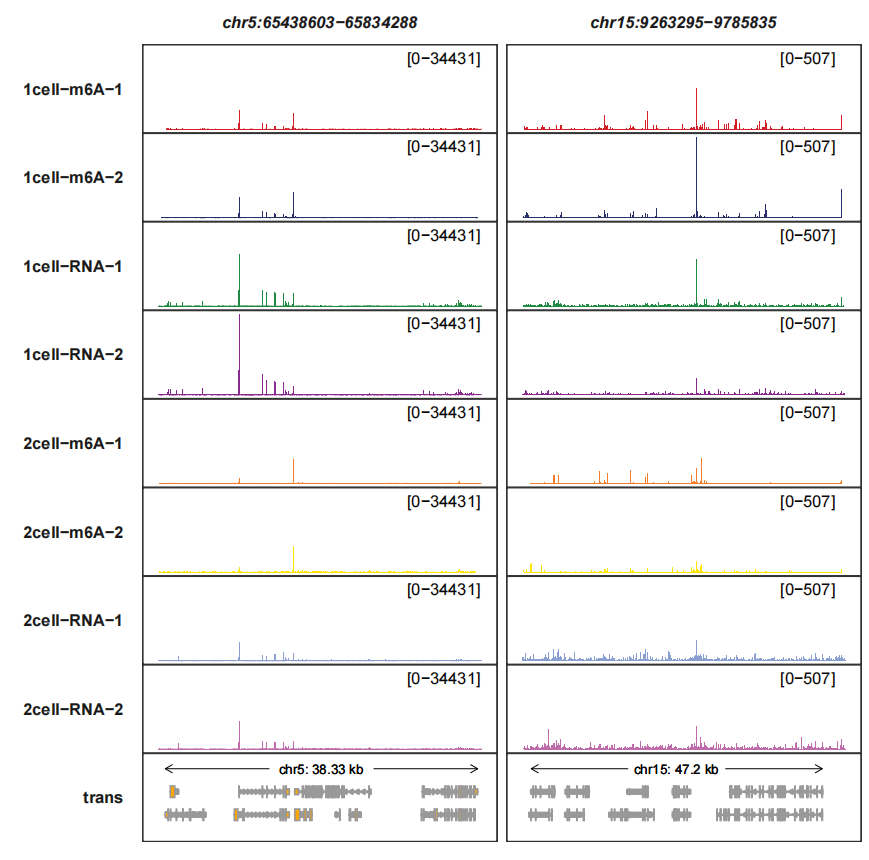 chr5:65438603−65834288 chr15:9263295−9785835
1cell−m6A−1 [0−34431] [0−507]
1cell−m6A−2 [0−34431] [0−507]
1cell−RNA−1 [0−34431] [0−507]
1cell−RNA−2 [0−34431] [0−507]
2cell−m6A−1 [0−34431] [0−507]
2cell−m6A−2 [0−34431] [0−507]
2cell−RNA−1 [0−34431] [0−507]
2cell−RNA−2 [0−34431] [0−507]
chr5: 38.33 kb chr15: 47.2 kb
trans